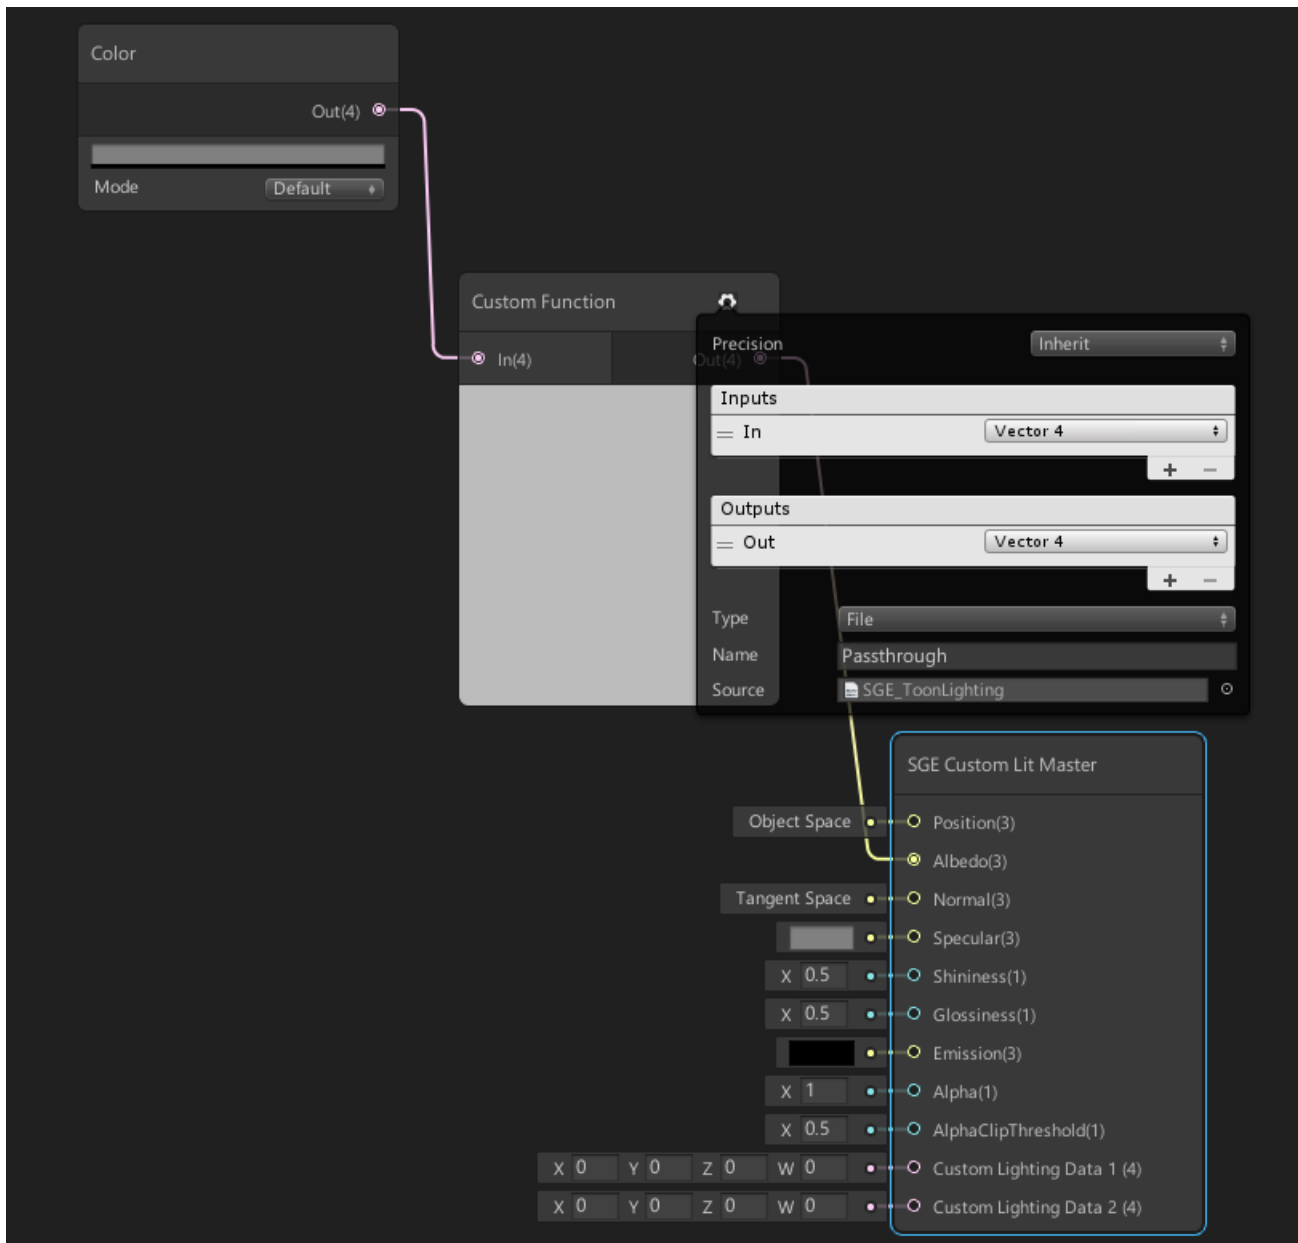 Color
Out(4)
Mode Default
Custom Function
In(4) Out(4)
Precision Inherit
Inputs
In Vector 4
+ −
Outputs
Out Vector 4
+ −
Type File
Name Passthrough
Source SGE_ToonLighting
SGE Custom Lit Master
Object Space Position(3)
Albedo(3)
Tangent Space Normal(3)
Specular(3)
X 0.5 Shininess(1)
X 0.5 Glossiness(1)
Emission(3)
X 1 Alpha(1)
X 0.5 AlphaClipThreshold(1)
X 0 Y 0 Z 0 W 0 Custom Lighting Data 1 (4)
X 0 Y 0 Z 0 W 0 Custom Lighting Data 2 (4)